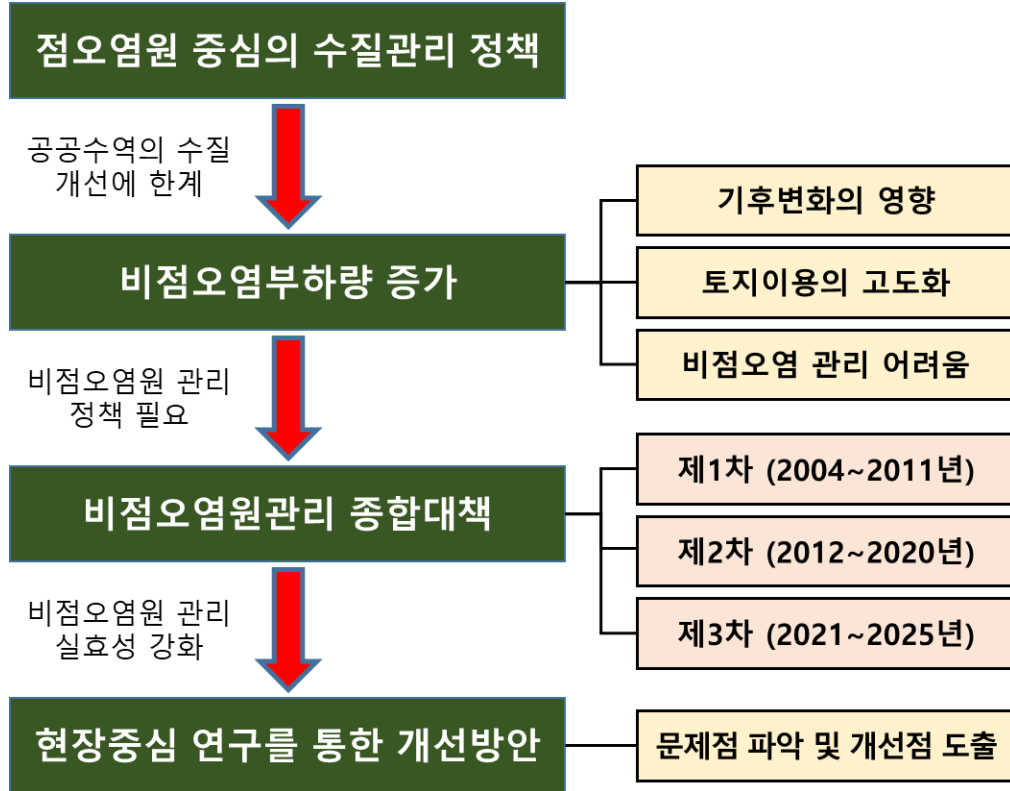 점오염원 중심의 수질관리 정책
공공수역의 수질
개선에 한계
비점오염부하량 증가
기후변화의 영향
토지이용의 고도화
비점오염 관리 어려움
비점오염원 관리
정책 필요
비점오염원관리 종합대책
제1차 (2004~2011년)
제2차 (2012~2020년)
제3차 (2021~2025년)
비점오염원 관리
실효성 강화
현장중심 연구를 통한 개선방안
문제점 파악 및 개선점 도출